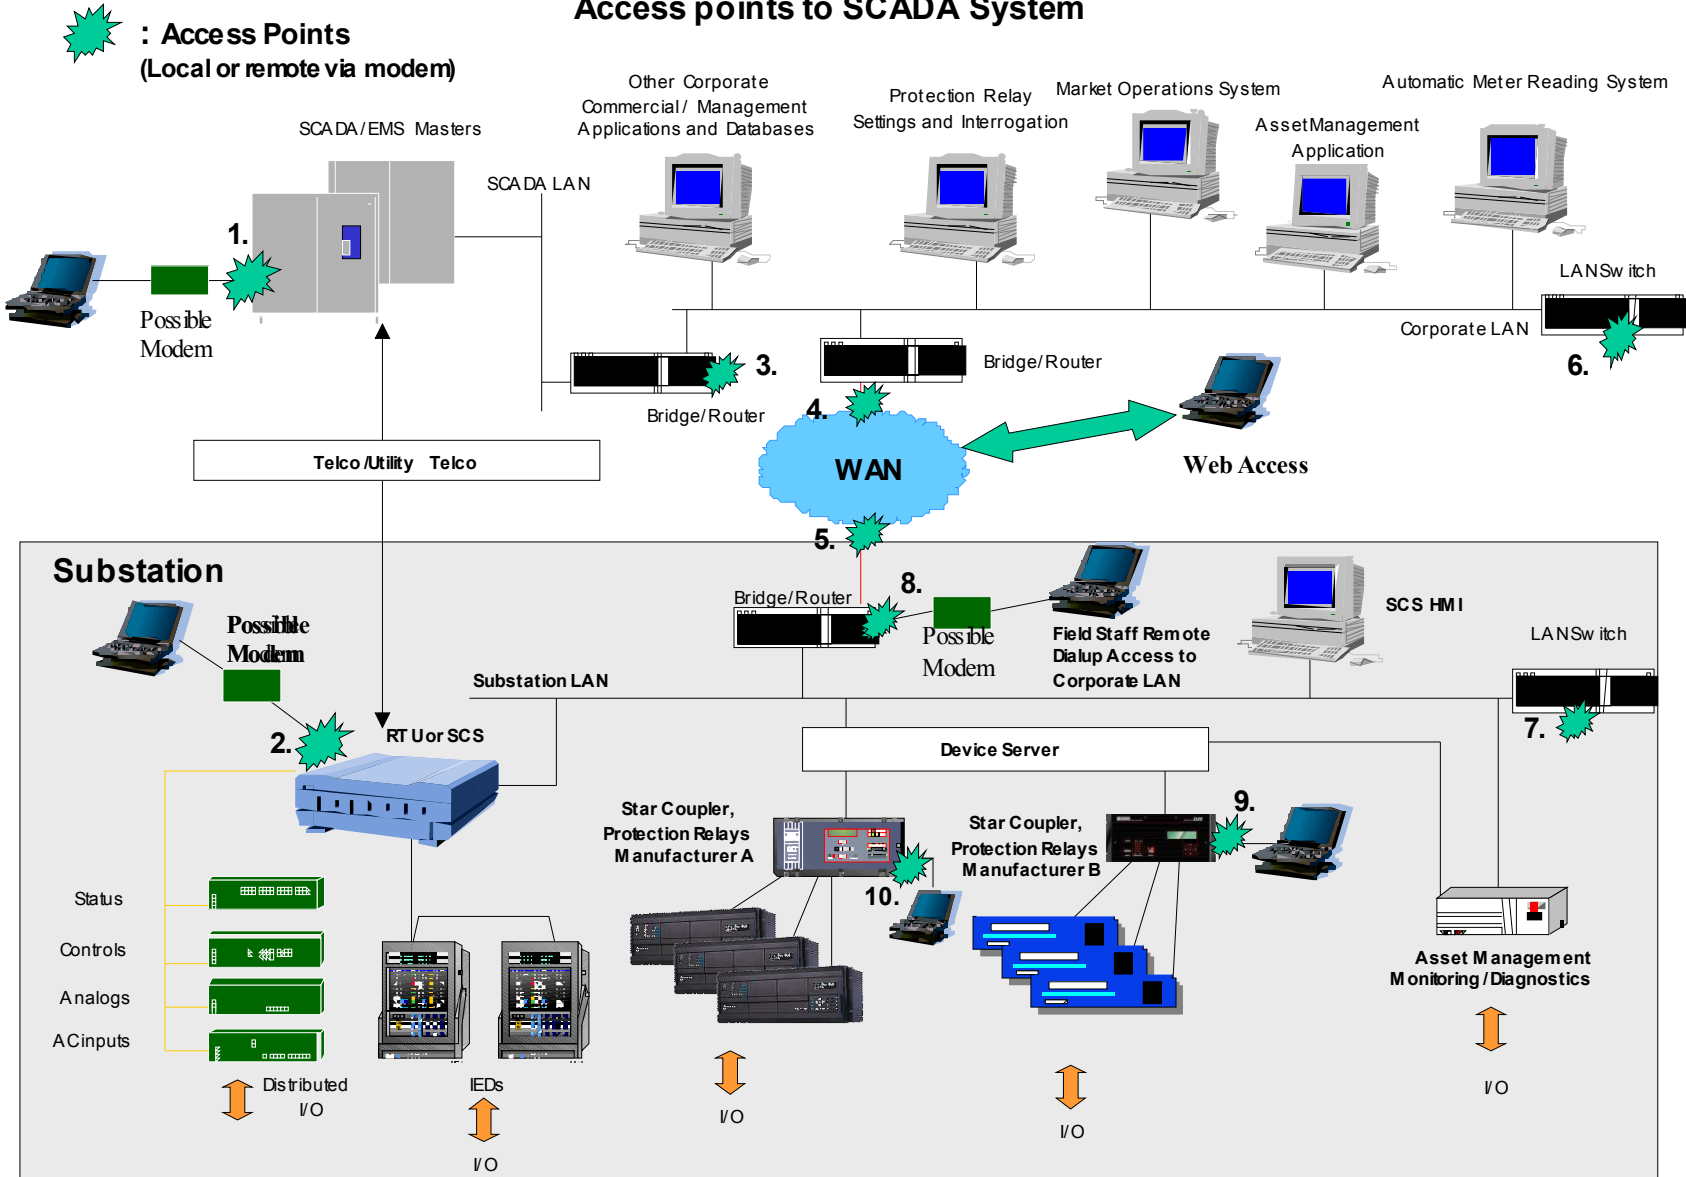 Access points to SCADA System
: Access Points
(Local or remote via modem)
Other Corporate
Commercial / Management
Applications and Databases
Protection Relay
Settings and Interrogation
Market Operations System
Automatic Meter Reading System
Asset Management
Application
SCADA/EMS Masters
SCADA LAN
1.
Possible
Modem
LANSwitch
Corporate LAN
6.
3.
Bridge/Router
Bridge/Router
4.
WAN
Web Access
Telco/Utility Telco
5.
Substation
Possible
Modem
Bridge/Router
8.
Possible
Modem
Field Staff Remote
Dialup Access to
Corporate LAN
SCS HMI
LANSwitch
7.
Substation LAN
2.
RTU or SCS
Device Server
Star Coupler,
Protection Relays
Manufacturer A
10.
Star Coupler,
Protection Relays
Manufacturer B
9.
Status
Controls
Analogs
AC inputs
Distributed
I/O
IEDs
I/O
I/O
I/O
Asset Management
Monitoring/Diagnostics
I/O